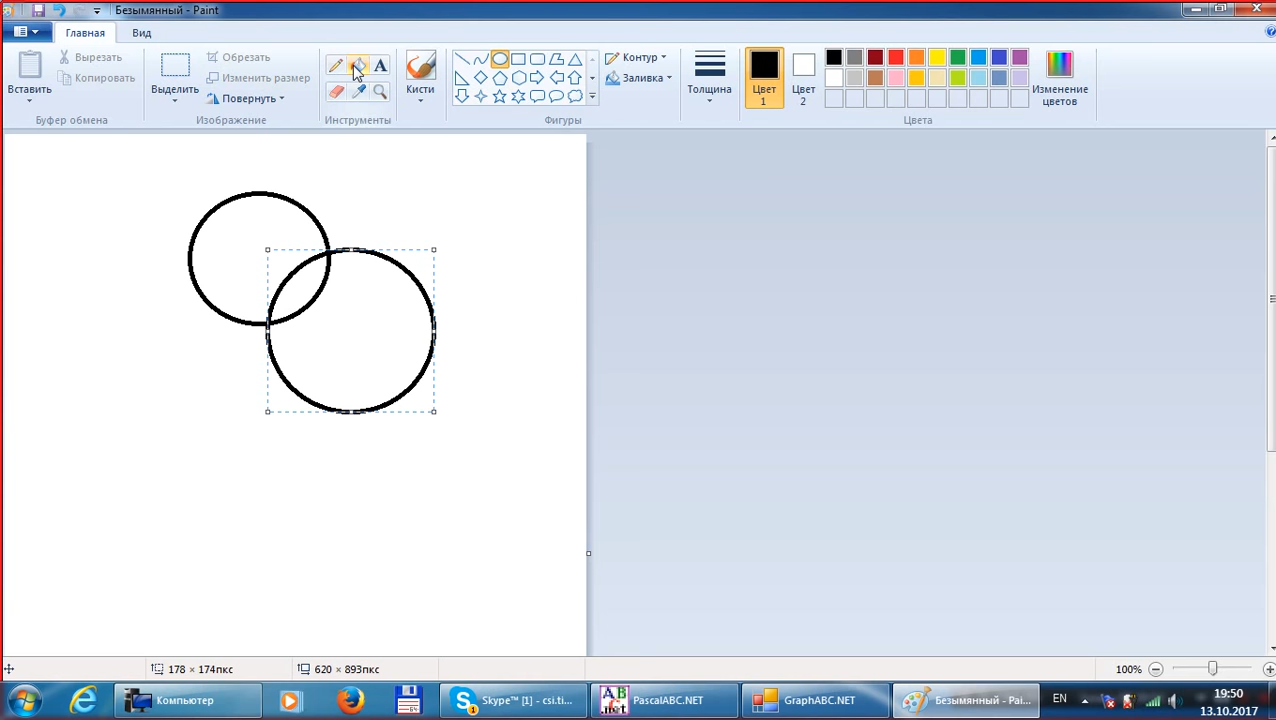 Безымянный - Paint
Главная Вид
Вырезать
Копировать
Вставить
Буфер обмена
Обрезать
Изменить размер
Повернуть
Выделить
Изображение
A
Инструменты
Кисти
Контур
Заливка
Фигуры
Толщина
Цвет 1
Цвет 2
Изменение цветов
Цвета
178 × 174пкс
620 × 893пкс
100%
Компьютер
64
Skype™ [1] - csi.ti...
PascalABC.NET
GraphABC.NET
Безымянный - Pai...
EN
19:50
13.10.2017